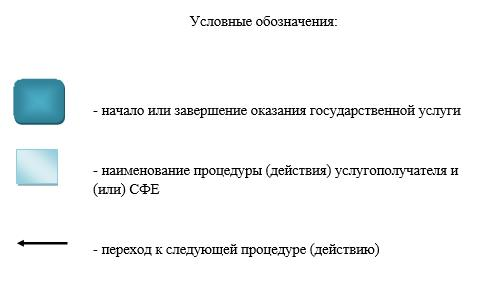 Условные обозначения:
- начало или завершение оказания государственной услуги
- наименование процедуры (действия) услугополучателя и
(или) СФЕ
- переход к следующей процедуре (действию)